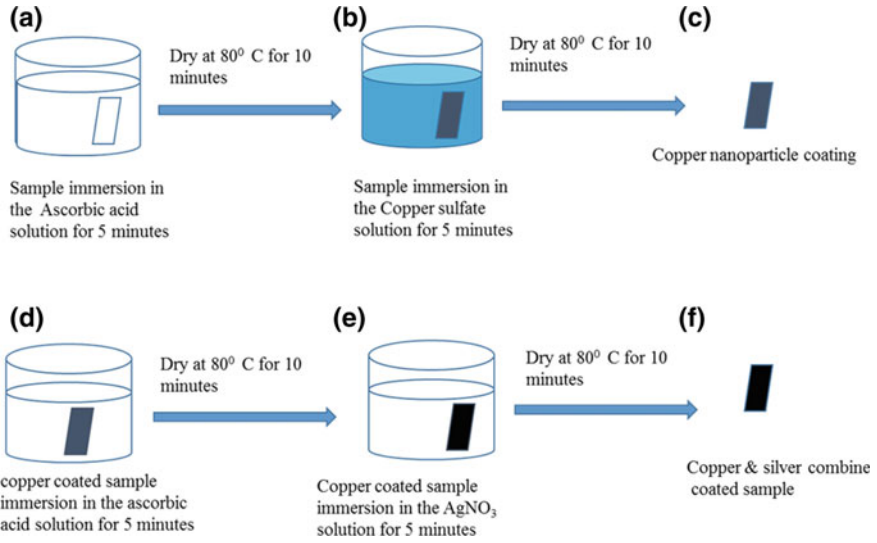 (a)
Dry at 80⁰ C for 10
minutes
(b)
Dry at 80⁰ C for 10
minutes
(c)
Sample immersion in
the Ascorbic acid
solution for 5 minutes
Sample immersion in
the Copper sulfate
solution for 5 minutes
Copper nanoparticle coating
(d)
Dry at 80⁰ C for 10
minutes
(e)
Dry at 80⁰ C for 10
minutes
(f)
copper coated sample
immersion in the ascorbic
acid solution for 5 minutes
Copper coated sample
immersion in the AgNO₃
solution for 5 minutes
Copper & silver combine
coated sample